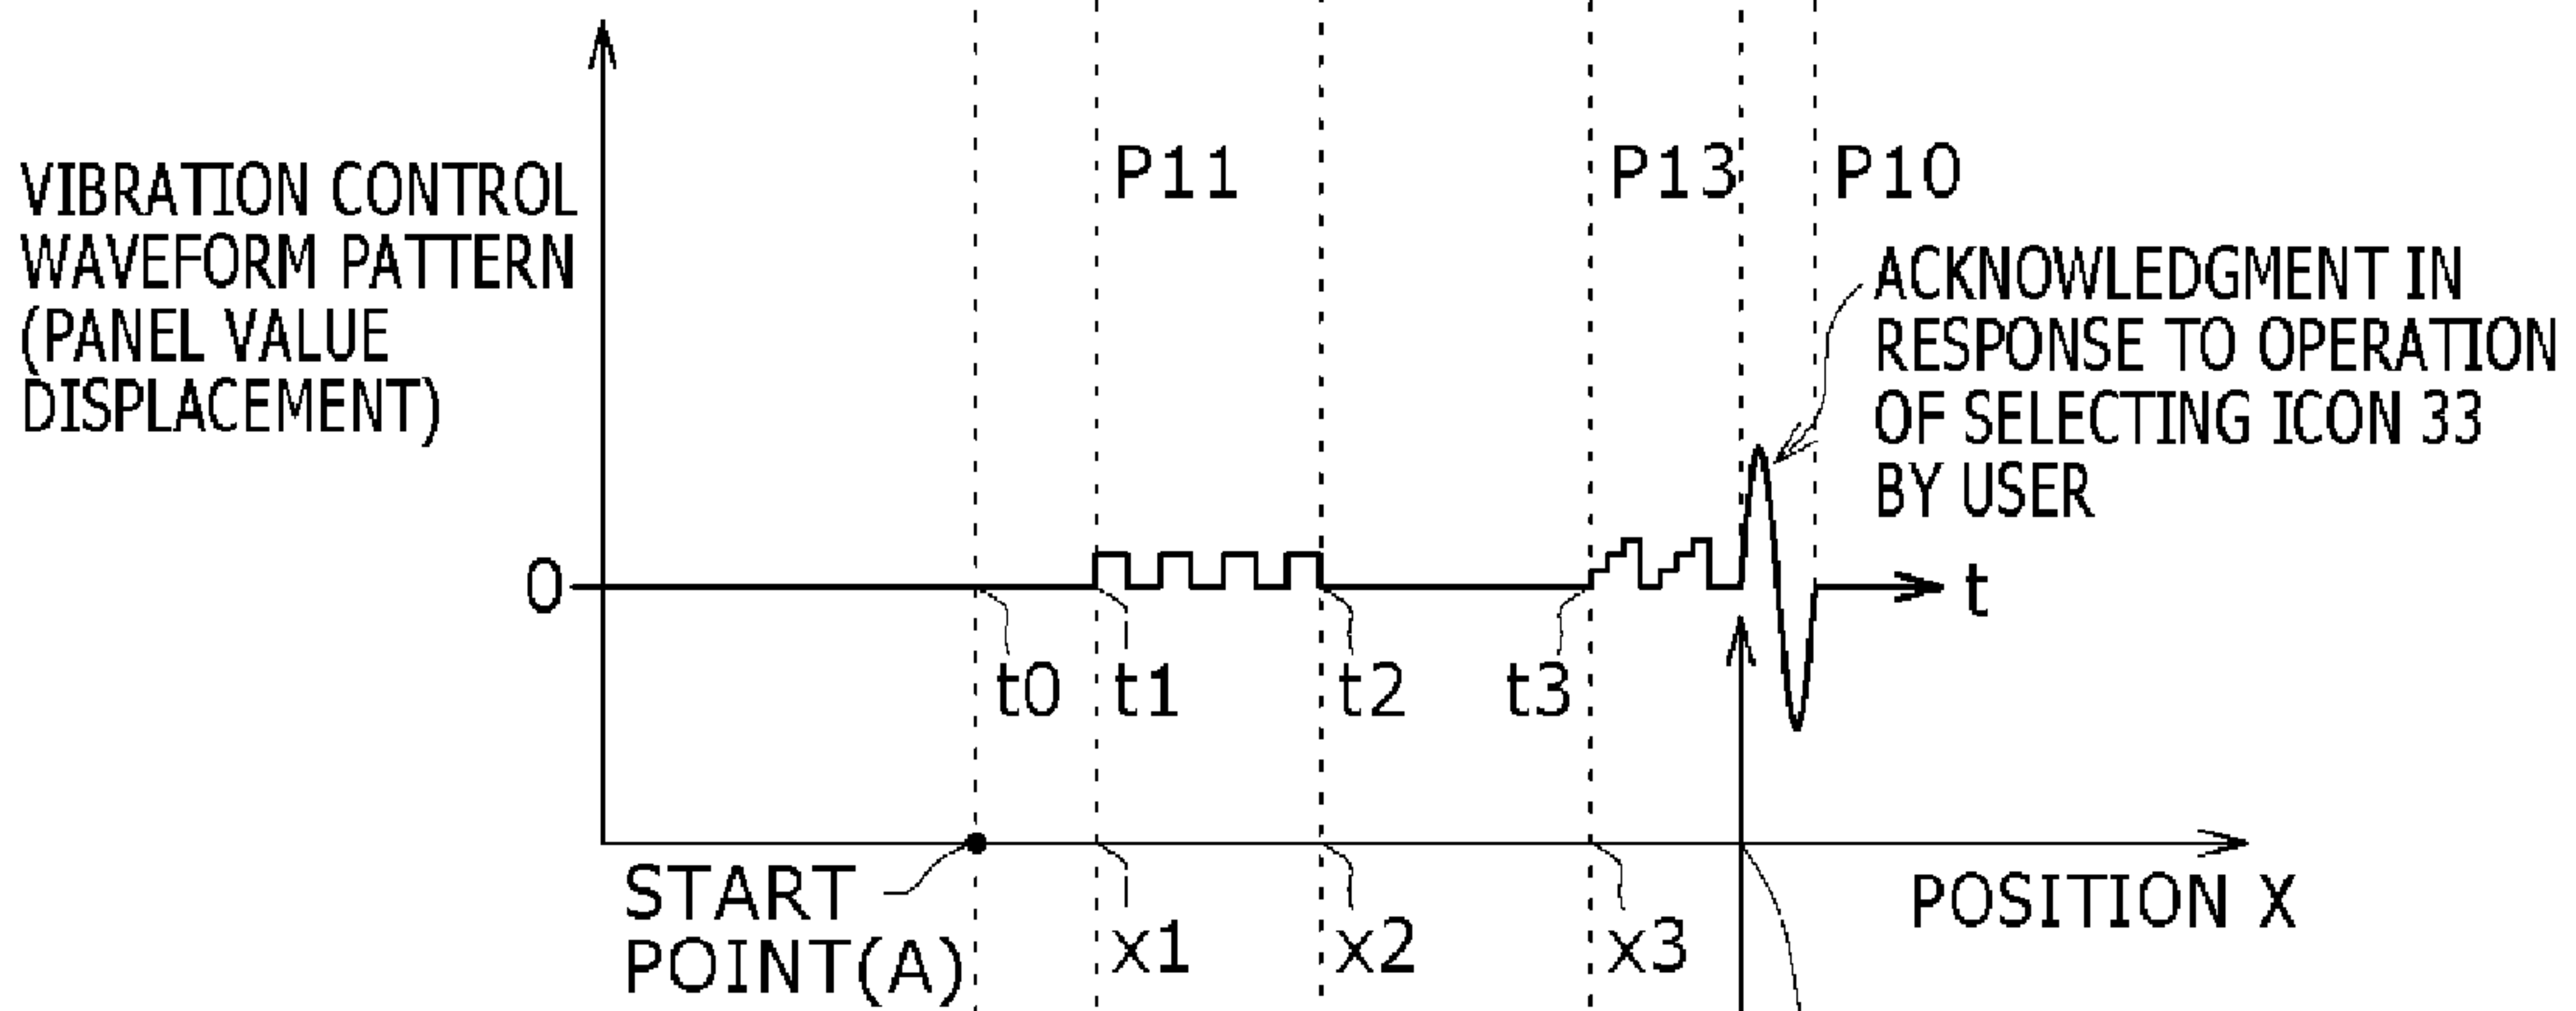 P11
P13
P10
VIBRATION CONTROL
WAVEFORM PATTERN
(PANEL VALUE
DISPLACEMENT)
ACKNOWLEDGMENT IN
RESPONSE TO OPERATION
OF SELECTING ICON 33
BY USER
0
t
t0
t1
t2
t3
START
POINT(A)
x1
x2
x3
POSITION X